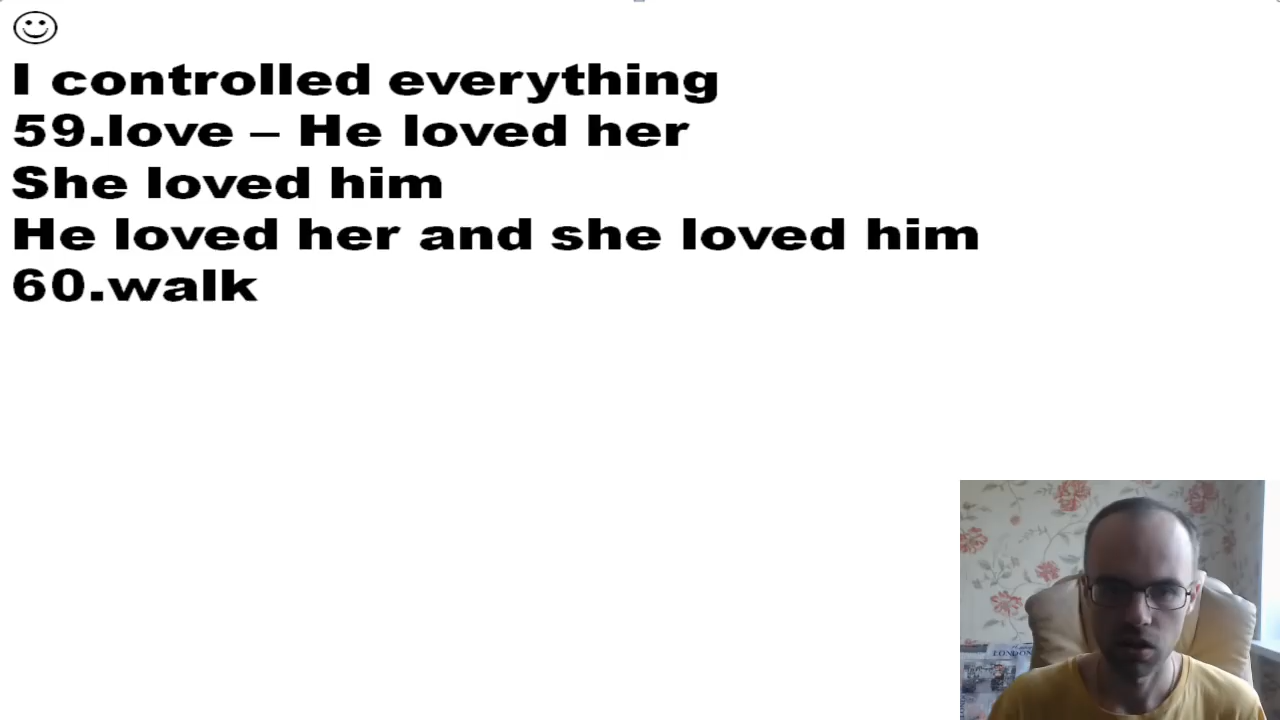 I controlled everything
59.love – He loved her
She loved him
He loved her and she loved him
60.walk
LONDON